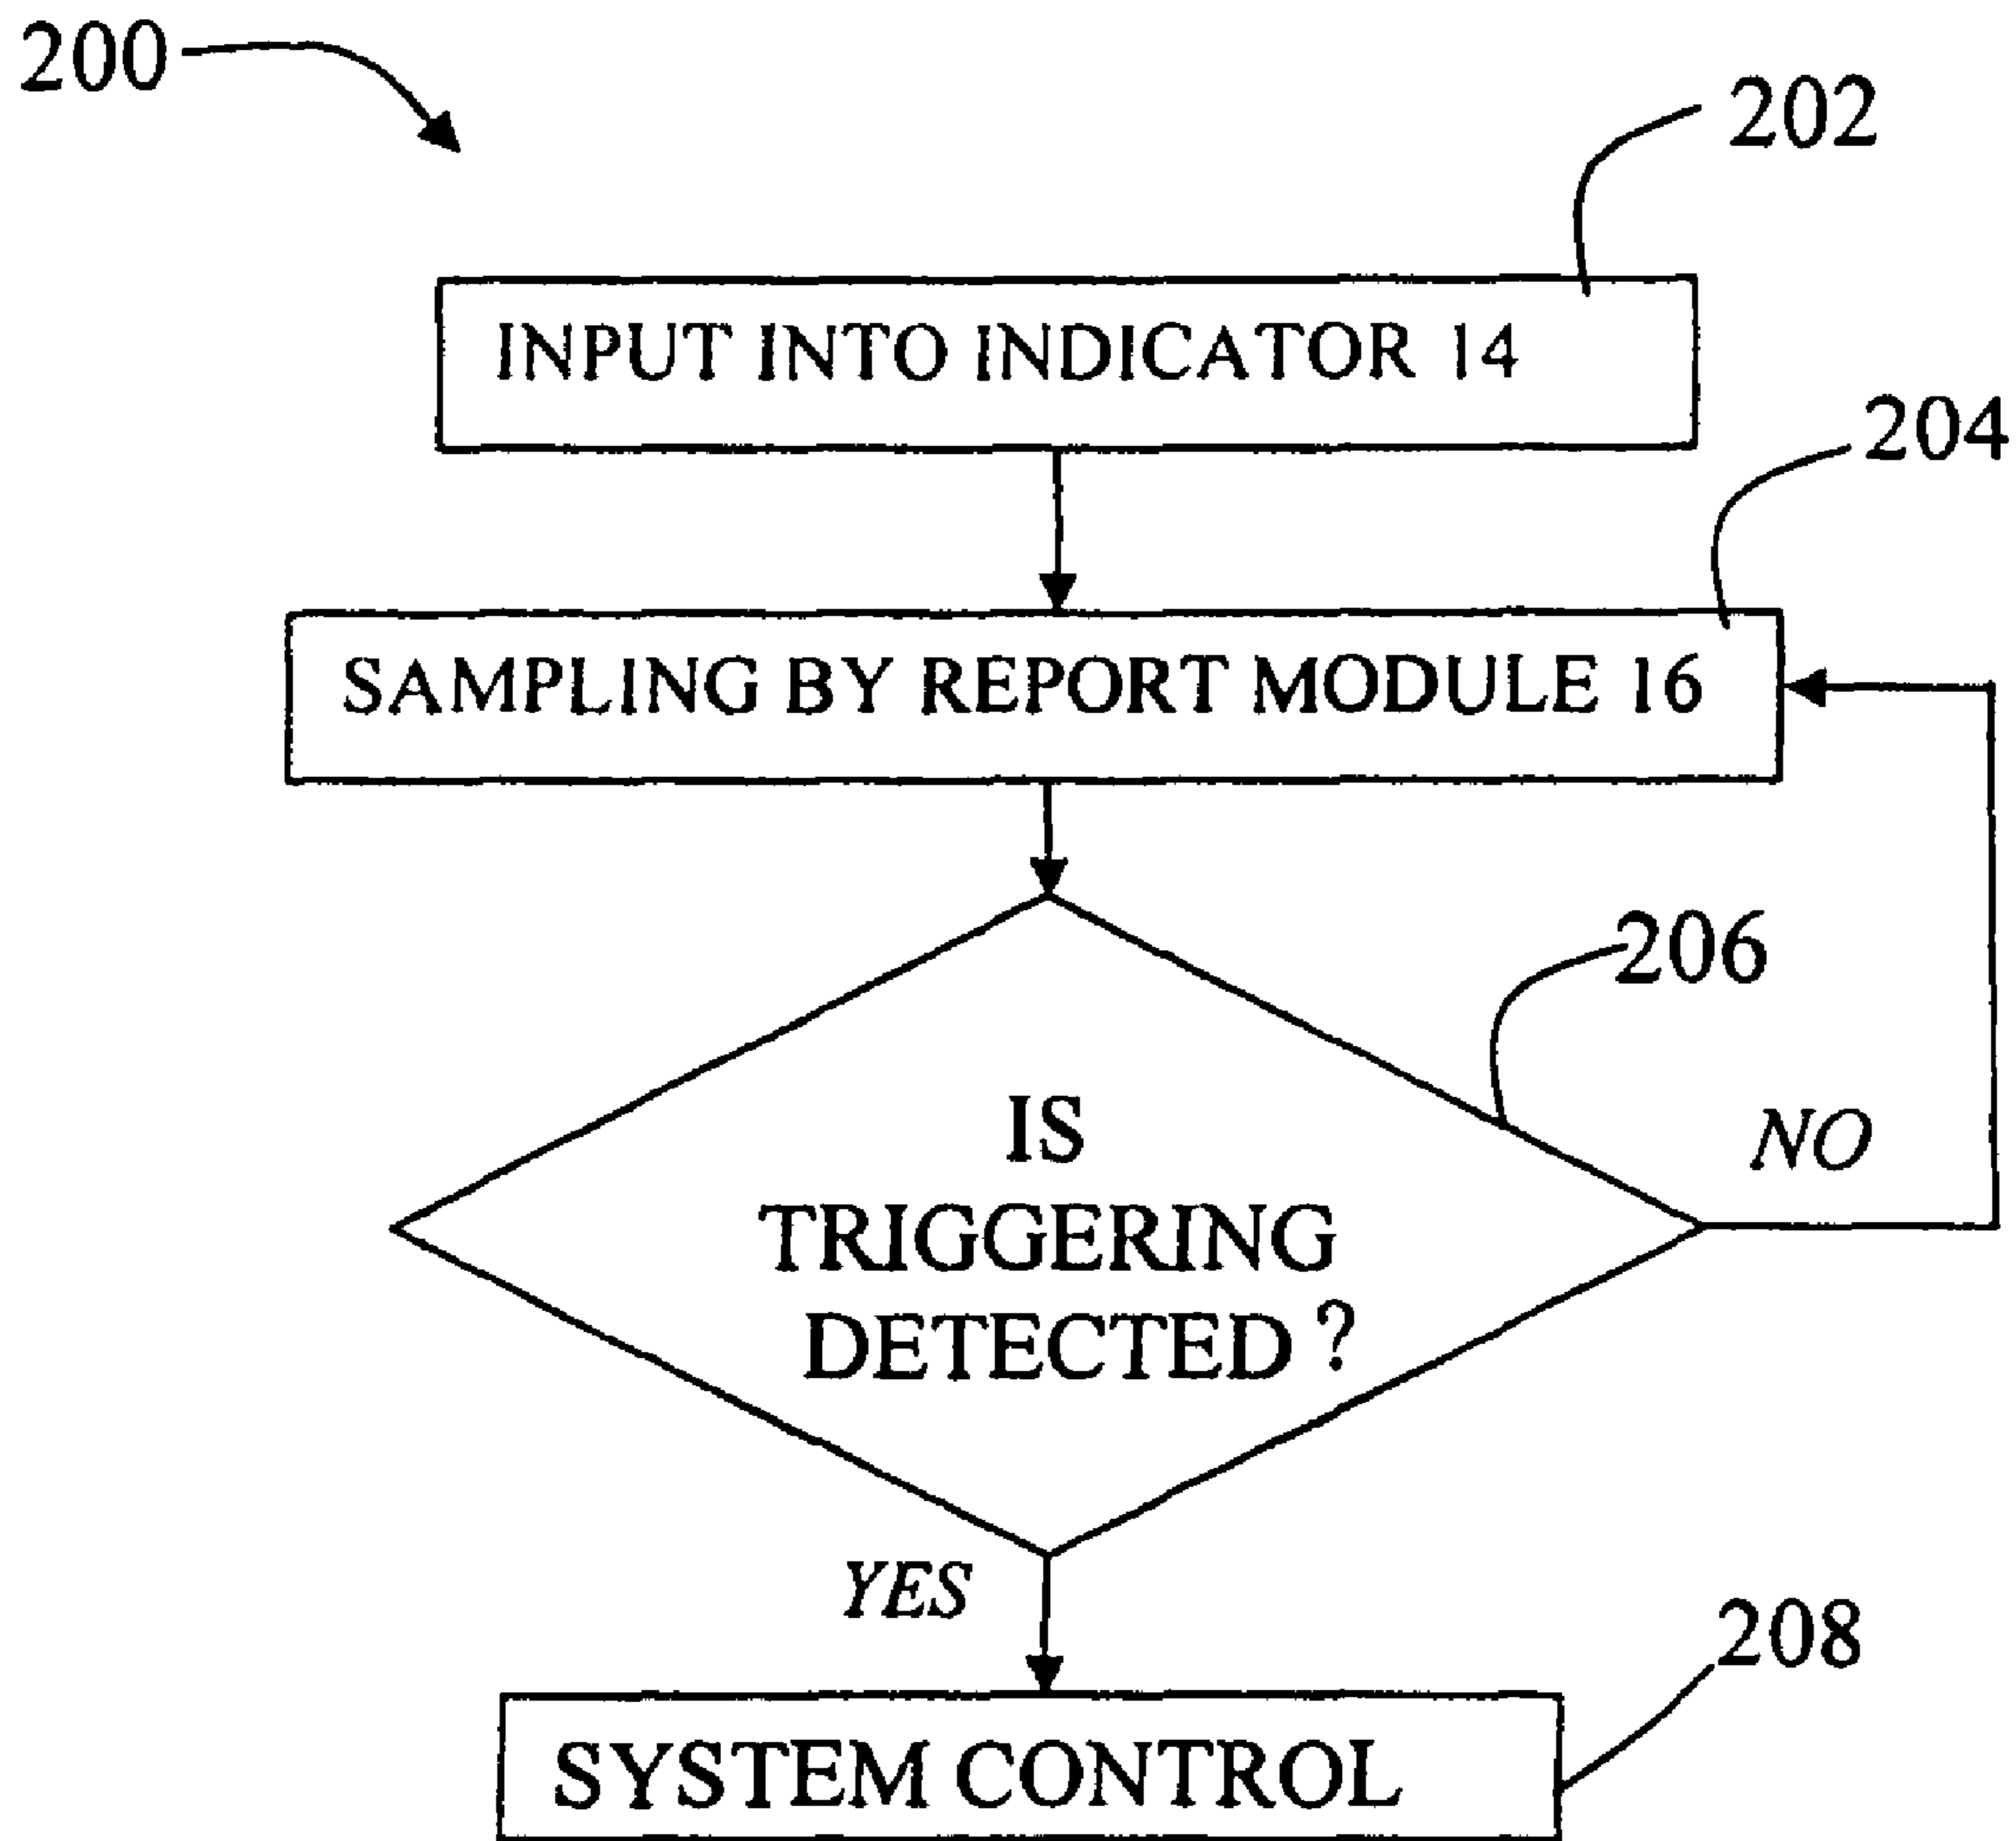 200
202
INPUT INTO INDICATOR 14
204
SAMPLING BY REPORT MODULE 16
206
IS
TRIGGERING
DETECTED ?
NO
YES
208
SYSTEM CONTROL